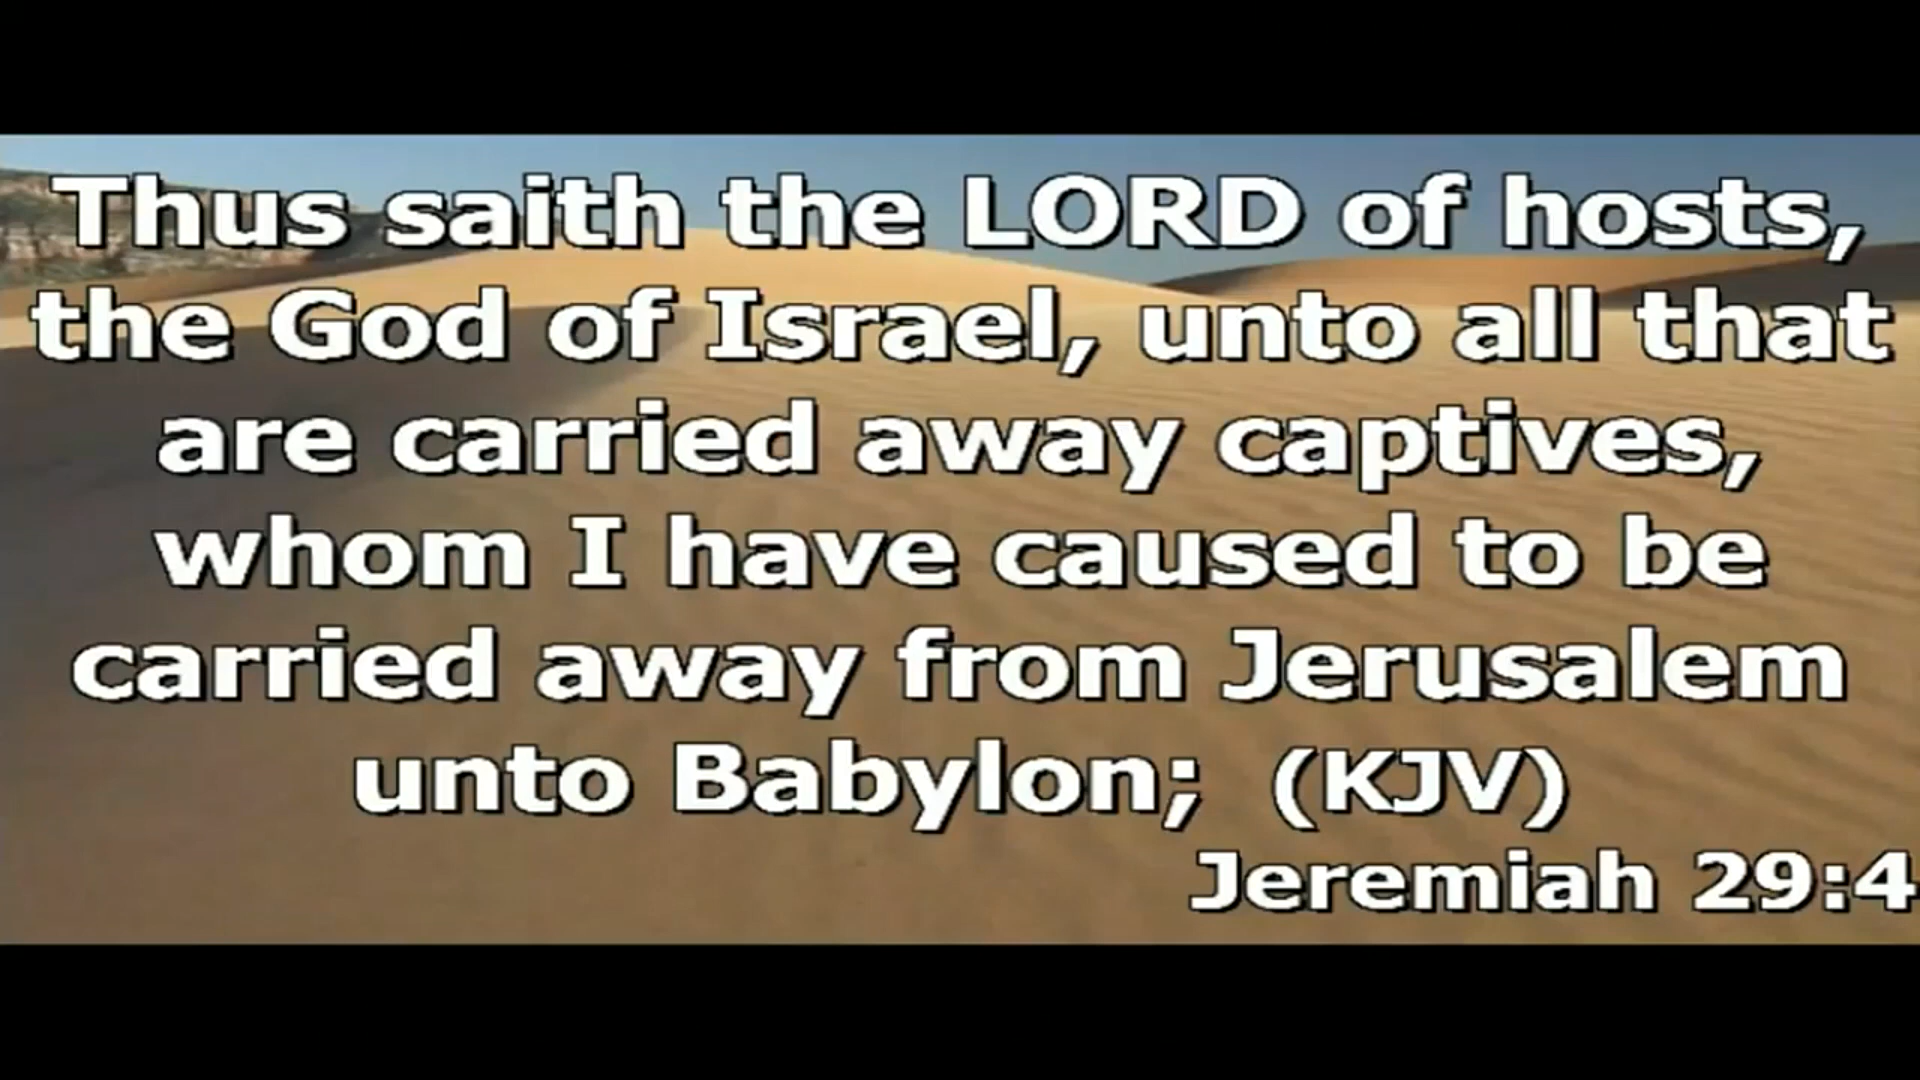 Thus saith the LORD of hosts,
the God of Israel, unto all that
are carried away captives,
whom I have caused to be
carried away from Jerusalem
unto Babylon; (KJV)
Jeremiah 29:4